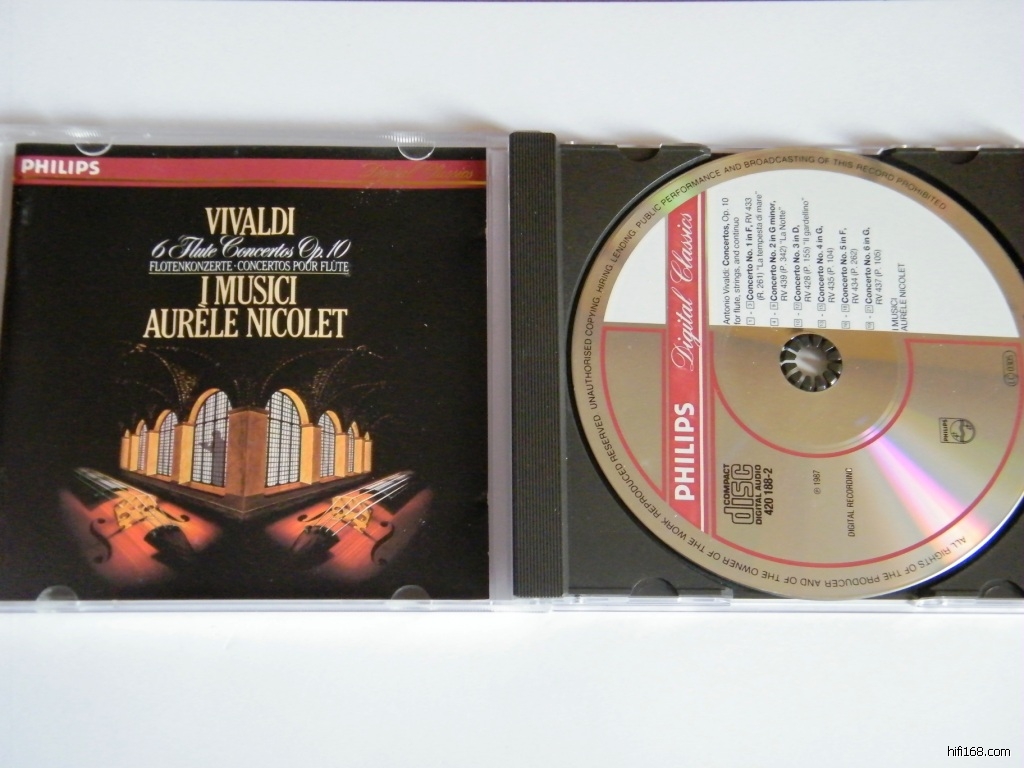 PHILIPS
Digital Classics
VIVALDI
6 Flute Concertos Op.10
FLOTENKONZERTE · CONCERTOS POUR FLÛTE
I MUSICI
AURÈLE NICOLET
ALL RIGHTS OF THE PRODUCER AND OF THE OWNER OF THE WORK REPRODUCED RESERVED. UNAUTHORISED COPYING, HIRING, LENDING, PUBLIC PERFORMANCE AND BROADCASTING OF THIS RECORD PROHIBITED
PHILIPS Digital Classics
Antonio Vivaldi: Concertos, Op. 10
for flute, strings, and continuo
Concerto No. 1 in F, RV 433
(R. 261) "La tempesta di mare"
Concerto No. 2 in G minor,
RV 439 (P. 342) "La Notte"
Concerto No. 3 in D,
RV 428 (P. 155) "Il gardellino"
Concerto No. 4 in G,
RV 435 (P. 104)
Concerto No. 5 in F,
RV 434 (P. 262)
Concerto No. 6 in G,
RV 437 (P. 105)
I MUSICI
AURÈLE NICOLET
COMPACT
disc
DIGITAL AUDIO
420 188-2
℗ 1987
DIGITAL RECORDING
PHILIPS
hifi168.com